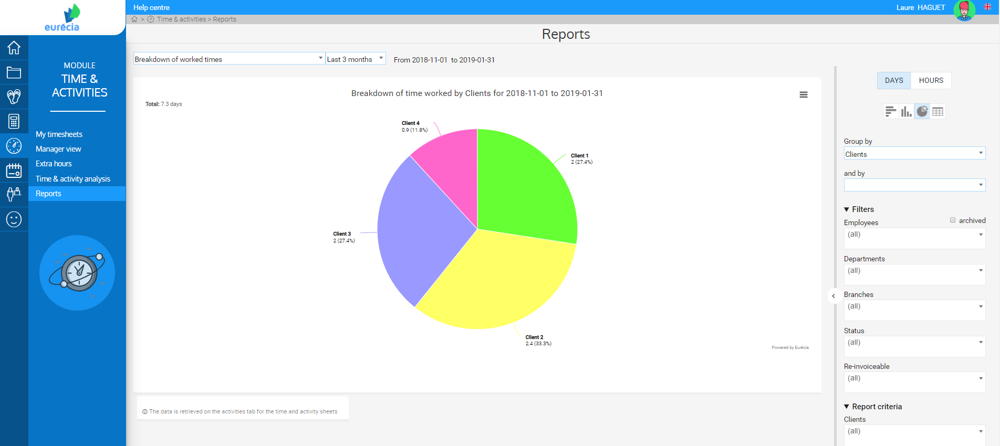 eurécia
Help centre
Laure HAGUET
> Time & activities > Reports
Reports
MODULE
TIME &
ACTIVITIES
My timesheets
Manager view
Extra hours
Time & activity analysis
Reports
Breakdown of worked times
Last 3 months
From 2018-11-01 to 2019-01-31
Breakdown of time worked by Clients for 2018-11-01 to 2019-01-31
Total: 7.3 days
Client 4
0.9 (11.8%)
Client 1
2 (27.4%)
Client 3
2 (27.4%)
Client 2
2.4 (33.3%)
Powered by Eurécia
The data is retrieved on the activities tab for the time and activity sheets
DAYS
HOURS
Group by
Clients
and by
▼ Filters
Employees
archived
(all)
Departments
(all)
Branches
(all)
Status
(all)
Re-invoiceable
(all)
▼ Report criteria
Clients
(all)